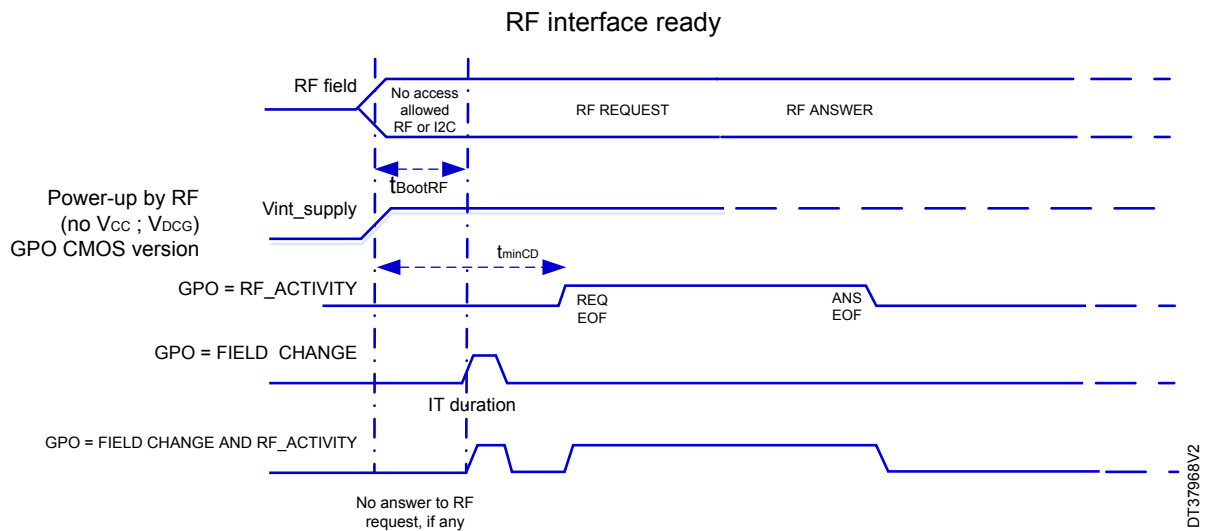 RF interface ready
RF field
No access
allowed
RF or I2C
RF REQUEST
RF ANSWER
tBootRF
Power-up by RF
(no VCC ; VDCG)
GPO CMOS version
Vint_supply
tminCD
GPO = RF_ACTIVITY
REQ
EOF
ANS
EOF
GPO = FIELD CHANGE
IT duration
GPO = FIELD CHANGE AND RF_ACTIVITY
No answer to RF
request, if any
DT37968V2